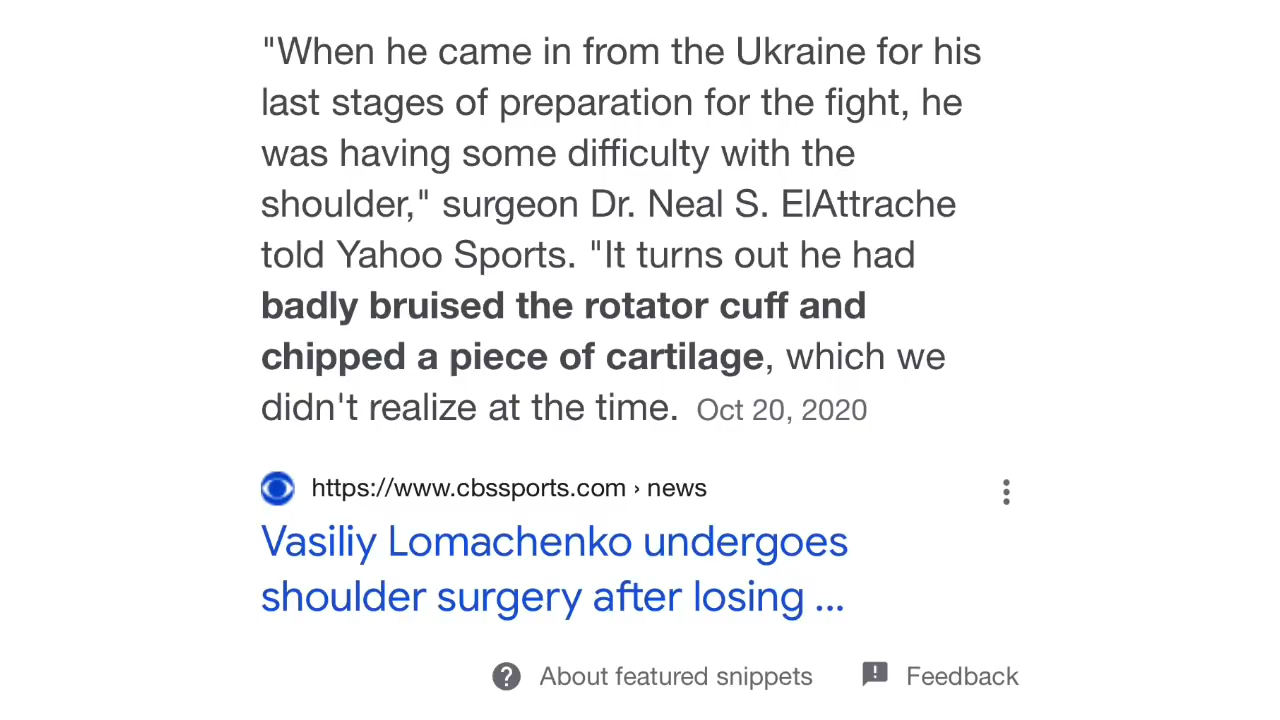 "When he came in from the Ukraine for his
last stages of preparation for the fight, he
was having some difficulty with the
shoulder," surgeon Dr. Neal S. ElAttrache
told Yahoo Sports. "It turns out he had
badly bruised the rotator cuff and
chipped a piece of cartilage, which we
didn't realize at the time. Oct 20, 2020
https://www.cbssports.com › news
Vasiliy Lomachenko undergoes
shoulder surgery after losing ...
About featured snippets Feedback